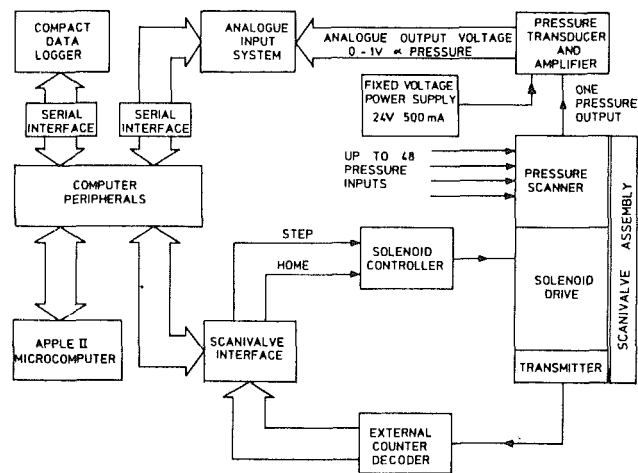 COMPACT
DATA
LOGGER
ANALOGUE
INPUT
SYSTEM
ANALOGUE OUTPUT VOLTAGE
0 - 1V ∝ PRESSURE
PRESSURE
TRANSDUCER
AND
AMPLIFIER
FIXED VOLTAGE
POWER SUPPLY
24V 500mA
ONE
PRESSURE
OUTPUT
SERIAL
INTERFACE
SERIAL
INTERFACE
UP TO 48
PRESSURE
INPUTS
PRESSURE
SCANNER
SCANIVALVE ASSEMBLY
COMPUTER
PERIPHERALS
STEP
HOME
SOLENOID
CONTROLLER
SOLENOID
DRIVE
APPLE II
MICROCOMPUTER
SCANIVALVE
INTERFACE
TRANSMITTER
EXTERNAL
COUNTER
DECODER